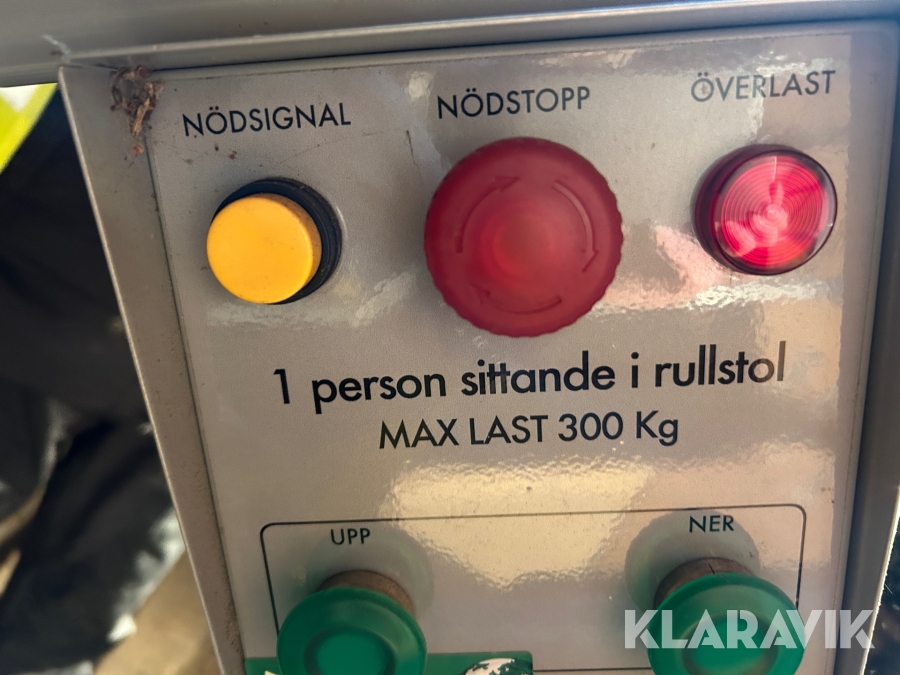 NÖDSIGNAL NÖDSTOPP ÖVERLAST
1 person sittande i rullstol
MAX LAST 300 Kg
UPP NER
KLARAVIK